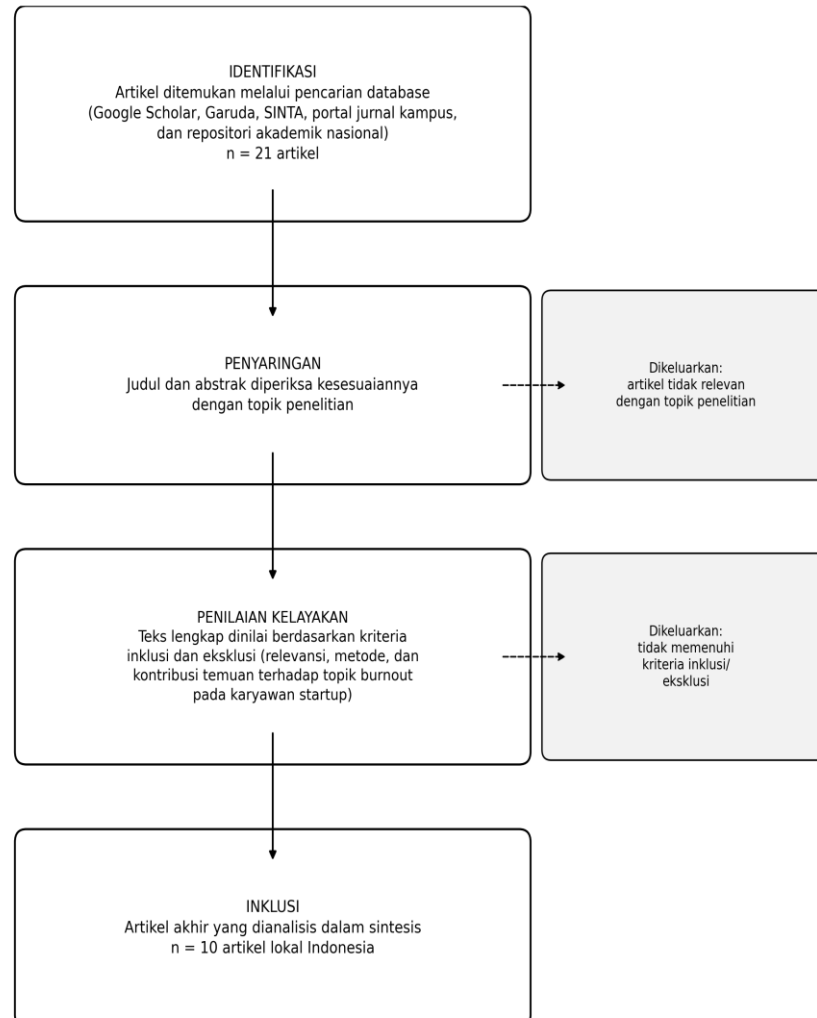 IDENTIFIKASI
Artikel ditemukan melalui pencarian database
(Google Scholar, Garuda, SINTA, portal jurnal kampus,
dan repositori akademik nasional)
n = 21 artikel
PENYARINGAN
Judul dan abstrak diperiksa kesesuaiannya
dengan topik penelitian
Dikeluarkan:
artikel tidak relevan
dengan topik penelitian
PENILAIAN KELAYAKAN
Teks lengkap dinilai berdasarkan kriteria
inklusi dan eksklusi (relevansi, metode, dan
kontribusi temuan terhadap topik burnout
pada karyawan startup)
Dikeluarkan:
tidak memenuhi
kriteria inklusi/
eksklusi
INKLUSI
Artikel akhir yang dianalisis dalam sintesis
n = 10 artikel lokal Indonesia